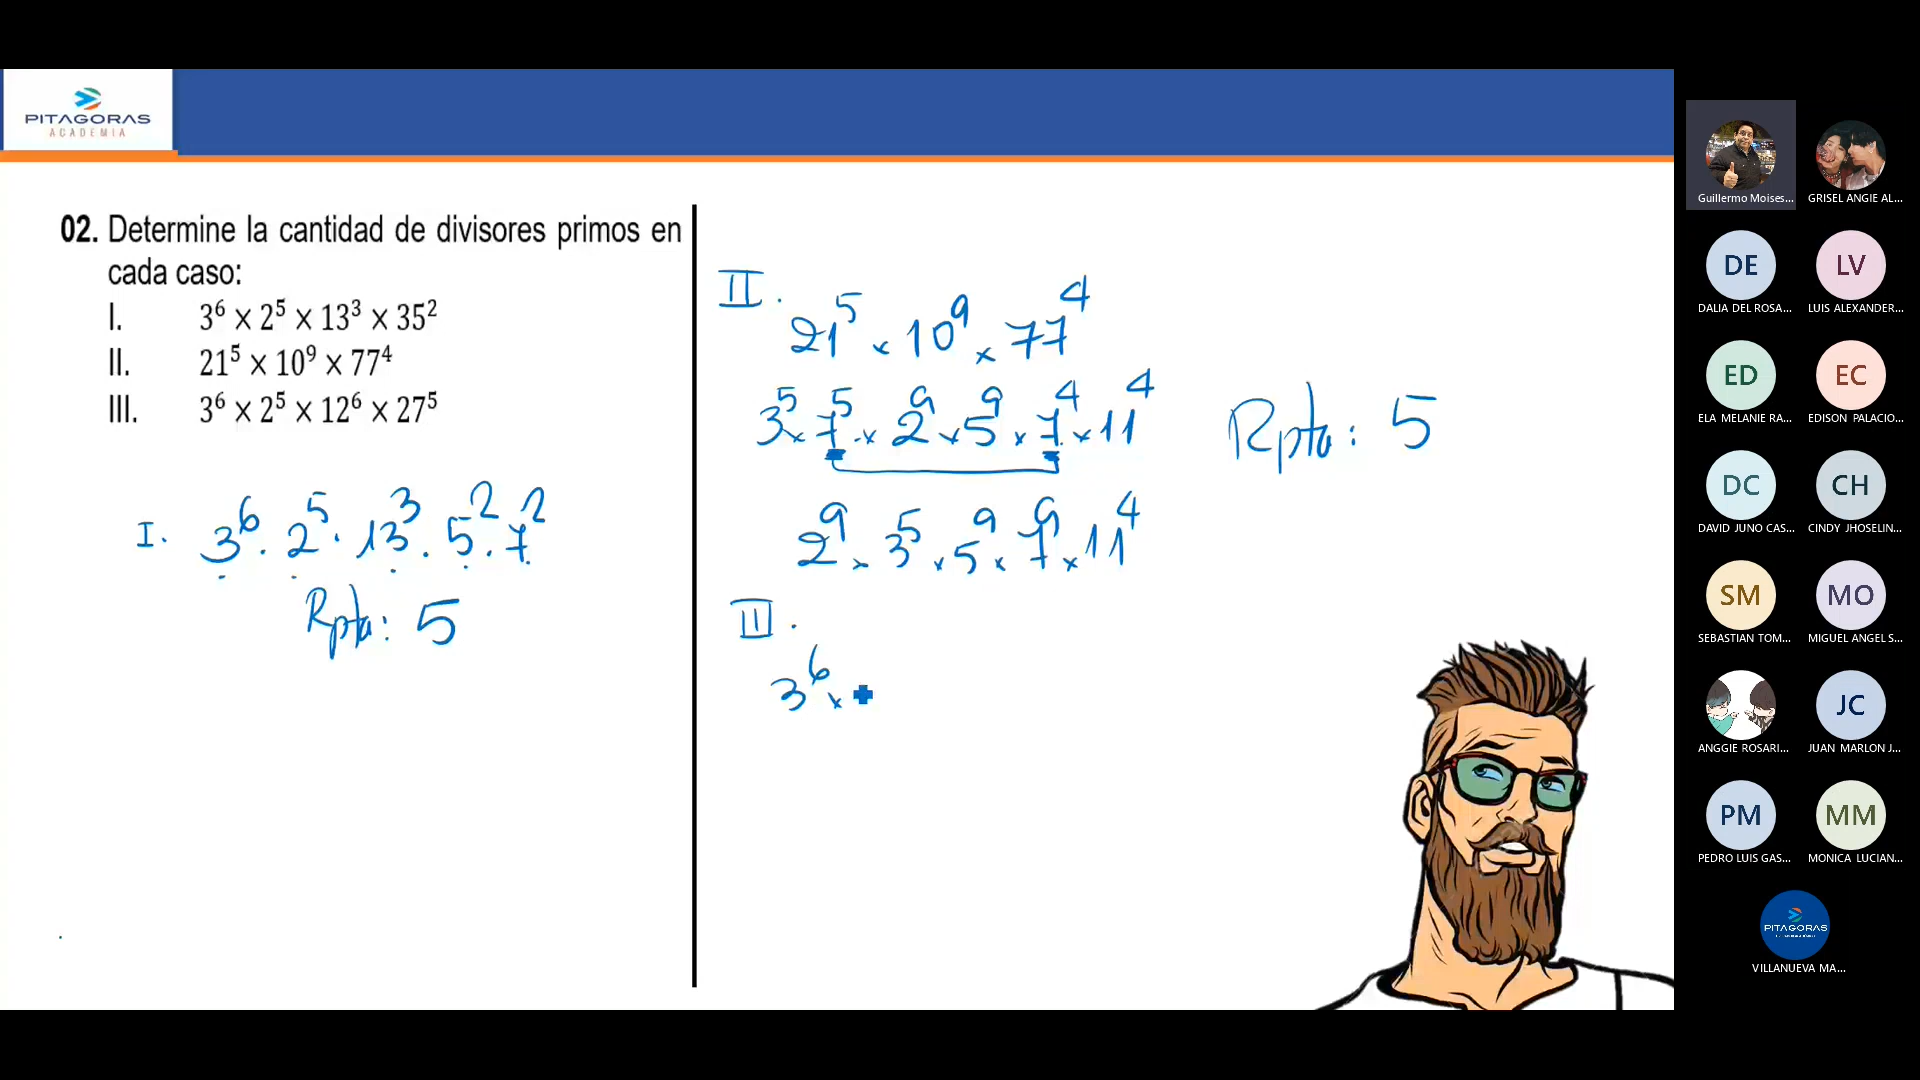 PITAGORAS
ACADEMIA
02. Determine la cantidad de divisores primos en
cada caso:
I. 3⁶ × 2⁵ × 13³ × 35²
II. 21⁵ × 10⁹ × 77⁴
III. 3⁶ × 2⁵ × 12⁶ × 27⁵
I. 3⁶ . 2⁵ . 13³ . 5² . 7²
Rpta: 5
II.
21⁵ × 10⁹ × 77⁴
3⁵ × 7⁵ × 2⁹ × 5⁹ × 7⁴ × 11⁴
Rpta: 5
2⁹ × 3⁵ × 5⁹ × 7⁹ × 11⁴
III.
3⁶ ×
Guillermo Moises...
GRISEL ANGIE AL...
DE
DALIA DEL ROSA...
LV
LUIS ALEXANDER...
ED
ELA MELANIE RA...
EC
EDISON PALACIO...
DC
DAVID JUNO CAS...
CH
CINDY JHOSELIN...
SM
SEBASTIAN TOM...
MO
MIGUEL ANGEL S...
ANGGIE ROSARI...
JC
JUAN MARLON J...
PM
PEDRO LUIS GAS...
MM
MONICA LUCIAN...
PITAGORAS
VILLANUEVA MA...